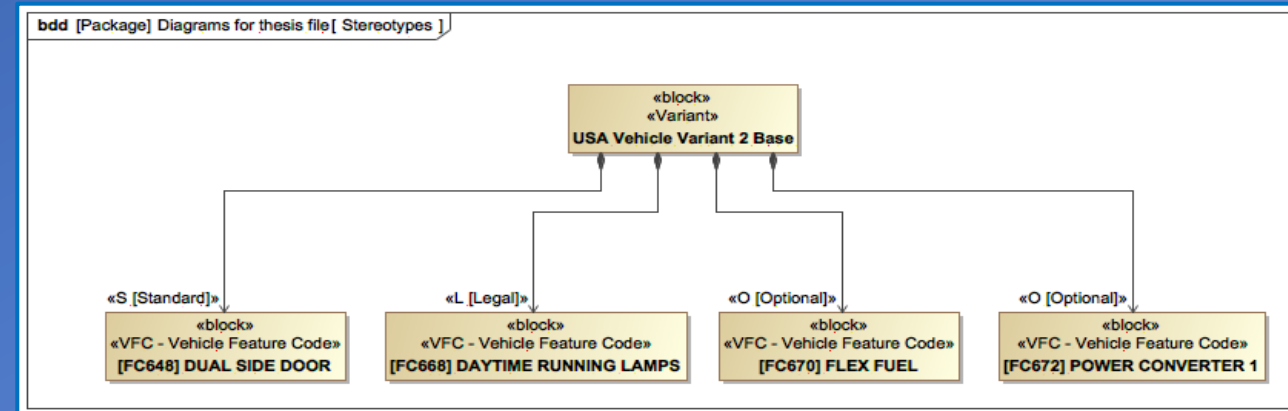 bdd [Package] Diagrams for thesis file[ Stereotypes ]
«block»
«Variant»
USA Vehicle Variant 2 Base
«S [Standard]»
«L [Legal]»
«O [Optional]»
«O [Optional]»
«block»
«VFC - Vehicle Feature Code»
[FC648] DUAL SIDE DOOR
«block»
«VFC - Vehicle Feature Code»
[FC668] DAYTIME RUNNING LAMPS
«block»
«VFC - Vehicle Feature Code»
[FC670] FLEX FUEL
«block»
«VFC - Vehicle Feature Code»
[FC672] POWER CONVERTER 1